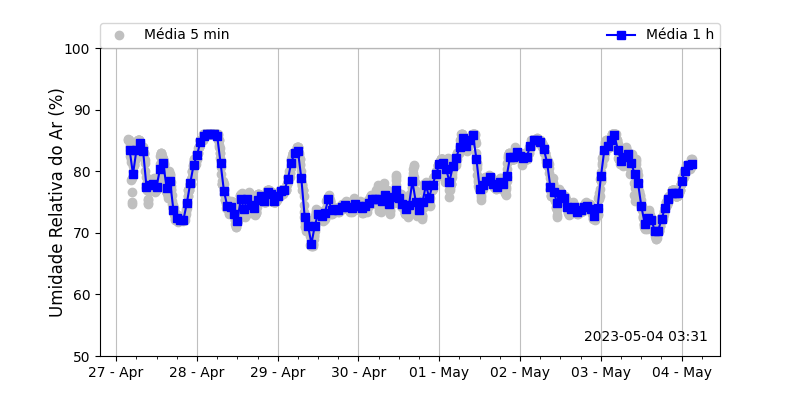 Média 5 min
Média 1 h
Umidade Relativa do Ar (%)
100
90
80
70
60
50
2023-05-04 03:31
27 - Apr
28 - Apr
29 - Apr
30 - Apr
01 - May
02 - May
03 - May
04 - May